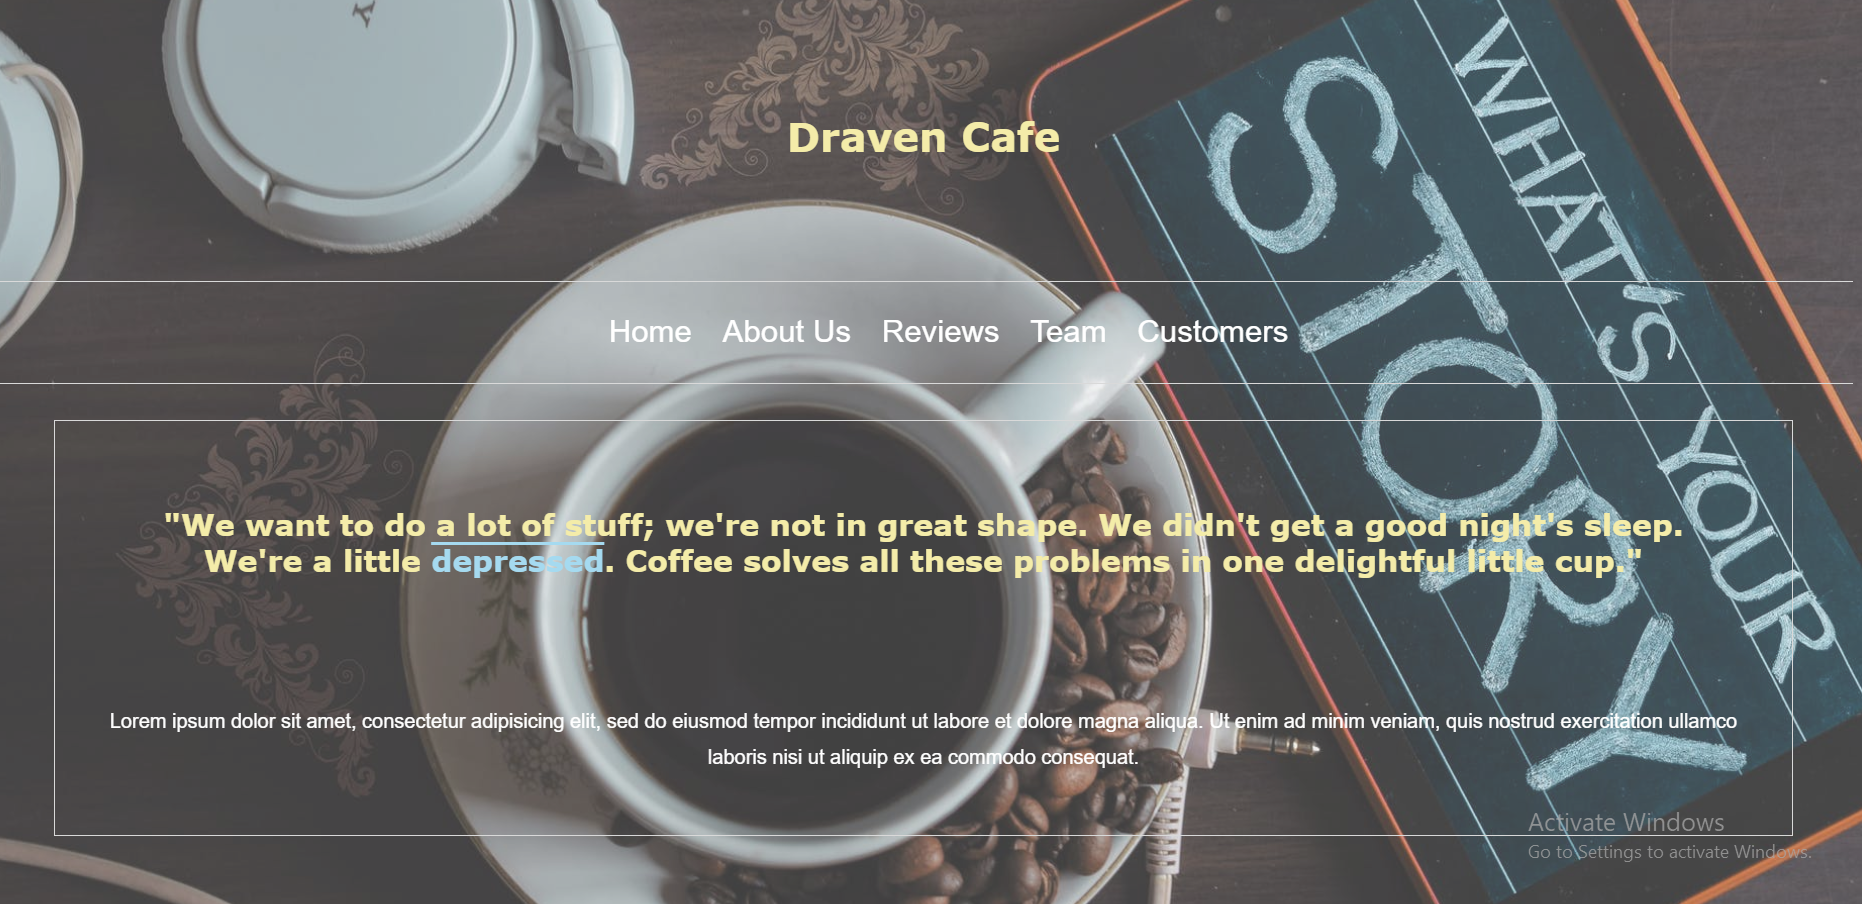 Draven Cafe
WHAT'S YOUR
STORY
Home About Us Reviews Team Customers
"We want to do a lot of stuff; we're not in great shape. We didn't get a good night's sleep.
We're a little depressed. Coffee solves all these problems in one delightful little cup."
Lorem ipsum dolor sit amet, consectetur adipisicing elit, sed do eiusmod tempor incididunt ut labore et dolore magna aliqua. Ut enim ad minim veniam, quis nostrud exercitation ullamco
laboris nisi ut aliquip ex ea commodo consequat.
Activate Windows
Go to Settings to activate Windows.